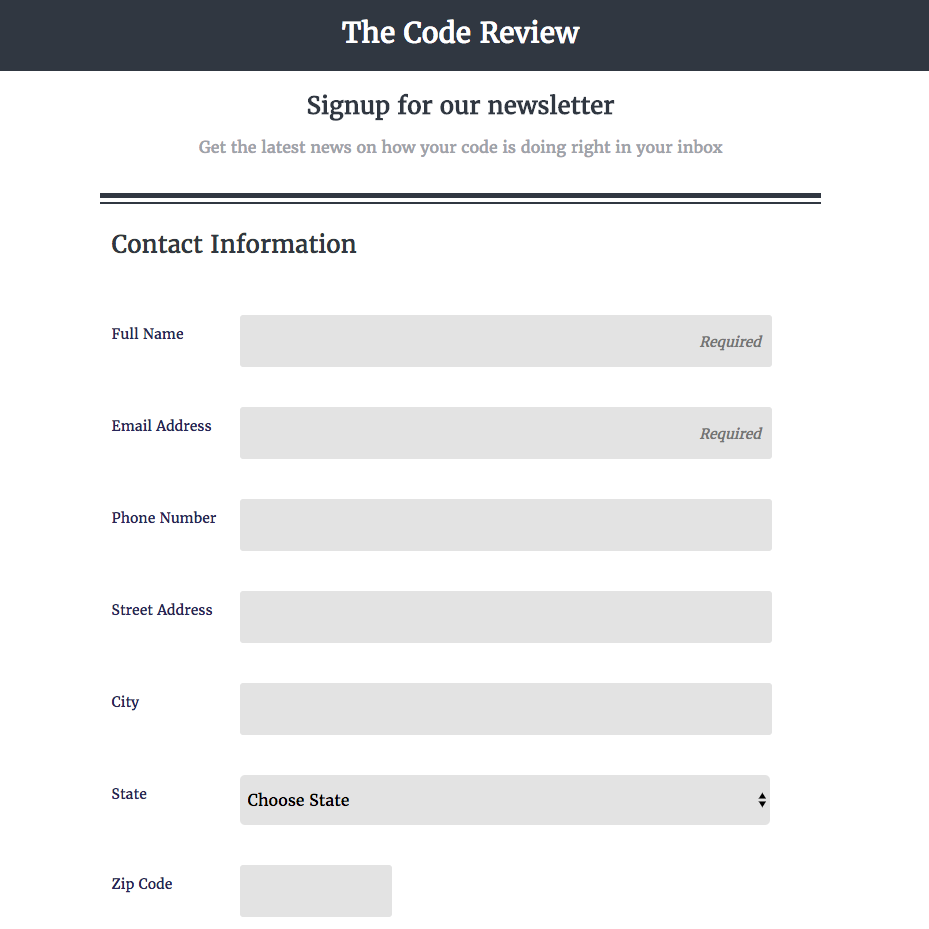 The Code Review
Signup for our newsletter
Get the latest news on how your code is doing right in your inbox
Contact Information
Full Name
Required
Email Address
Required
Phone Number
Street Address
City
State
Choose State
Zip Code